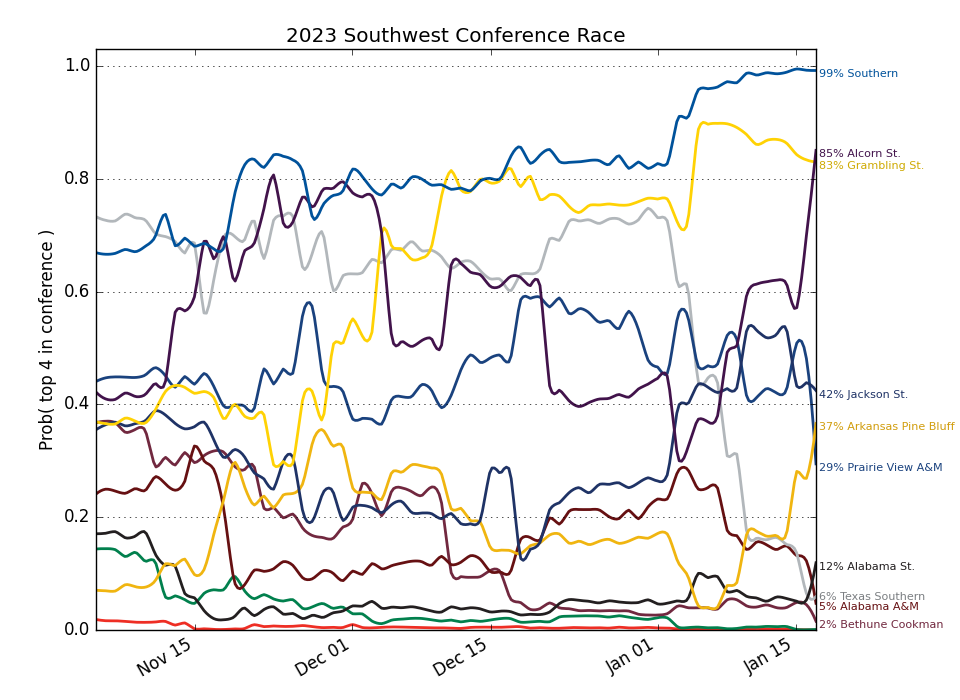 2023 Southwest Conference Race
Prob( top 4 in conference )
1.0
0.8
0.6
0.4
0.2
0.0
Nov 15
Dec 01
Dec 15
Jan 01
Jan 15
99% Southern
85% Alcorn St.
83% Grambling St.
42% Jackson St.
37% Arkansas Pine Bluff
29% Prairie View A&M
12% Alabama St.
6% Texas Southern
5% Alabama A&M
2% Bethune Cookman